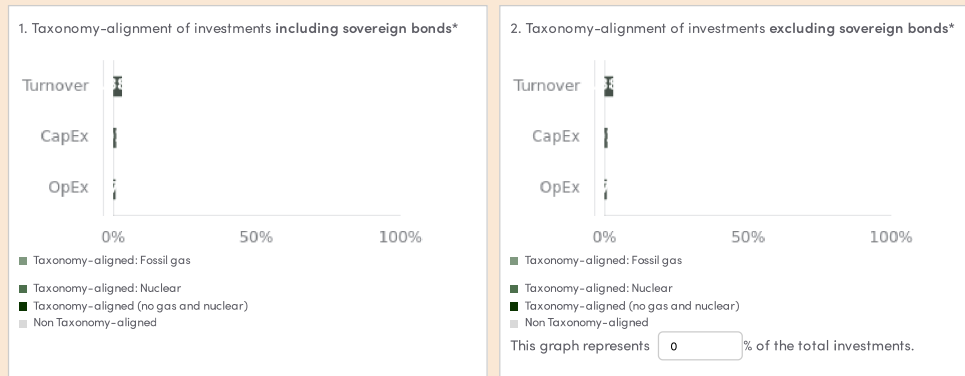 1. Taxonomy-alignment of investments including sovereign bonds*
Turnover
CapEx
OpEx
0% 50% 100%
Taxonomy-aligned: Fossil gas
Taxonomy-aligned: Nuclear
Taxonomy-aligned (no gas and nuclear)
Non Taxonomy-aligned
2. Taxonomy-alignment of investments excluding sovereign bonds*
Turnover
CapEx
OpEx
0% 50% 100%
Taxonomy-aligned: Fossil gas
Taxonomy-aligned: Nuclear
Taxonomy-aligned (no gas and nuclear)
Non Taxonomy-aligned
This graph represents 0 % of the total investments.